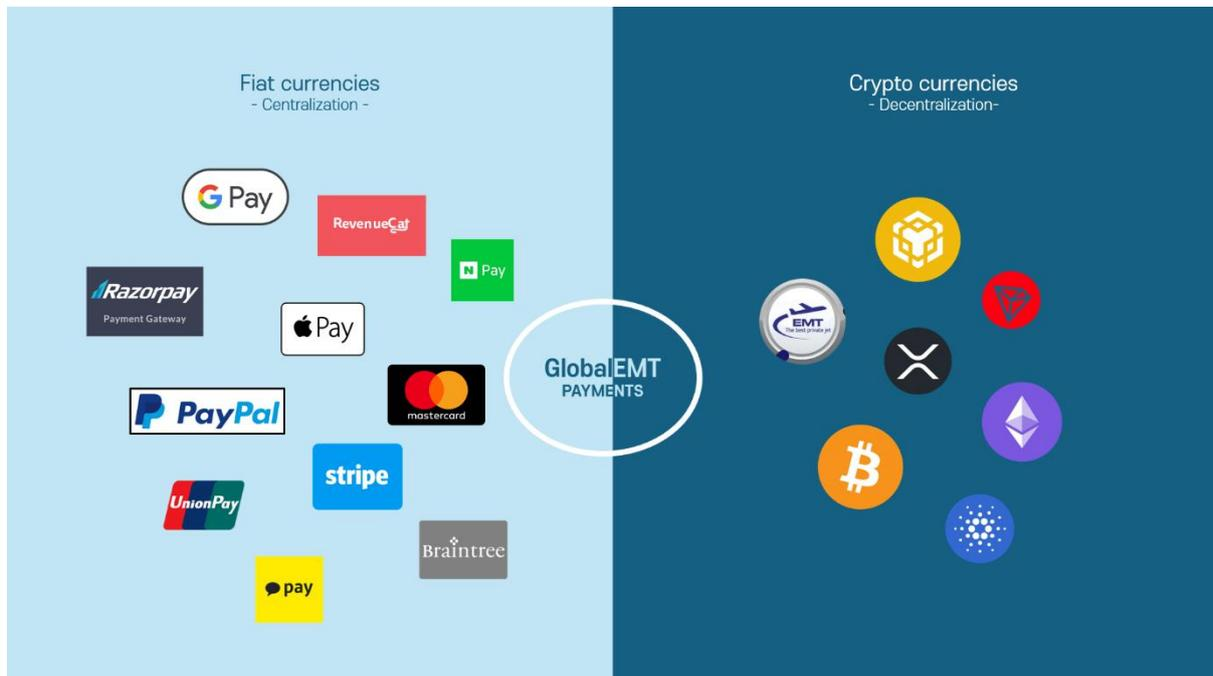 Fiat currencies
- Centralization -
Crypto currencies
- Decentralization-
G Pay
RevenueCat
N Pay
Razorpay
Payment Gateway
Pay
PayPal
mastercard
stripe
UnionPay
Braintree
pay
GlobalEMT
PAYMENTS
EMT
The best private jet